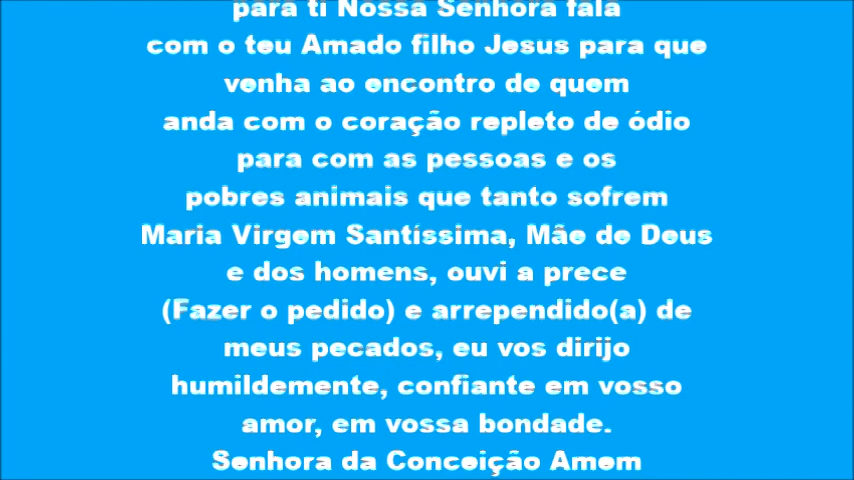 para ti Nossa Senhora fala
com o teu Amado filho Jesus para que
venha ao encontro de quem
anda com o coração repleto de ódio
para com as pessoas e os
pobres animais que tanto sofrem
Maria Virgem Santíssima, Mãe de Deus
e dos homens, ouvi a prece
(Fazer o pedido) e arrependido(a) de
meus pecados, eu vos dirijo
humildemente, confiante em vosso
amor, em vossa bondade.
Senhora da Conceição Amem